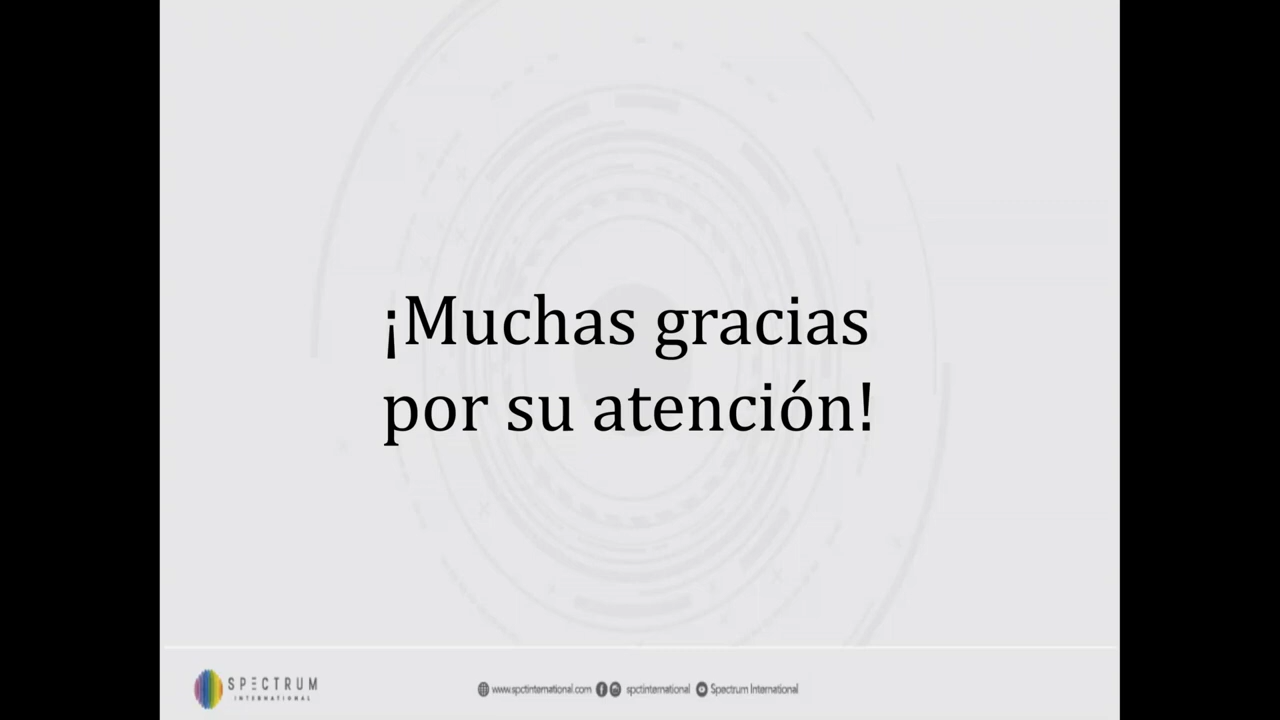 ¡Muchas gracias
por su atención!
SPECTRUM
INTERNATIONAL
www.spctinternational.com spctinternational Spectrum International